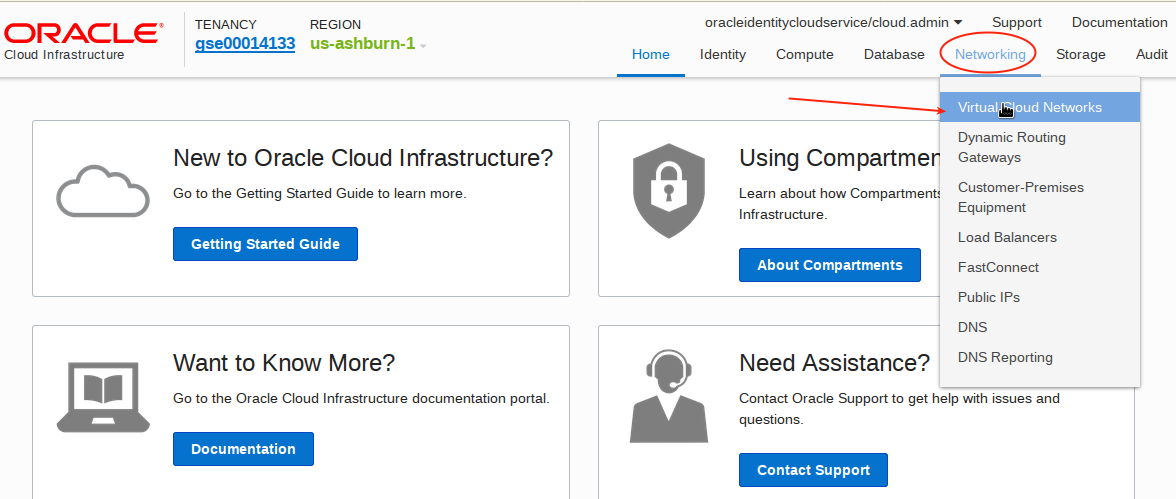 ORACLE®
Cloud Infrastructure
TENANCY
gse00014133
REGION
us-ashburn-1
oracleidentitycloudservice/cloud.admin
Support
Documentation
Home
Identity
Compute
Database
Networking
Storage
Audit
Virtual Cloud Networks
Dynamic Routing
Gateways
Customer-Premises
Equipment
Load Balancers
FastConnect
Public IPs
DNS
DNS Reporting
New to Oracle Cloud Infrastructure?
Go to the Getting Started Guide to learn more.
Getting Started Guide
Using Compartmen
Learn about how Compartments
Infrastructure.
About Compartments
Want to Know More?
Go to the Oracle Cloud Infrastructure documentation portal.
Documentation
Need Assistance?
Contact Oracle Support to get help with issues and
questions.
Contact Support